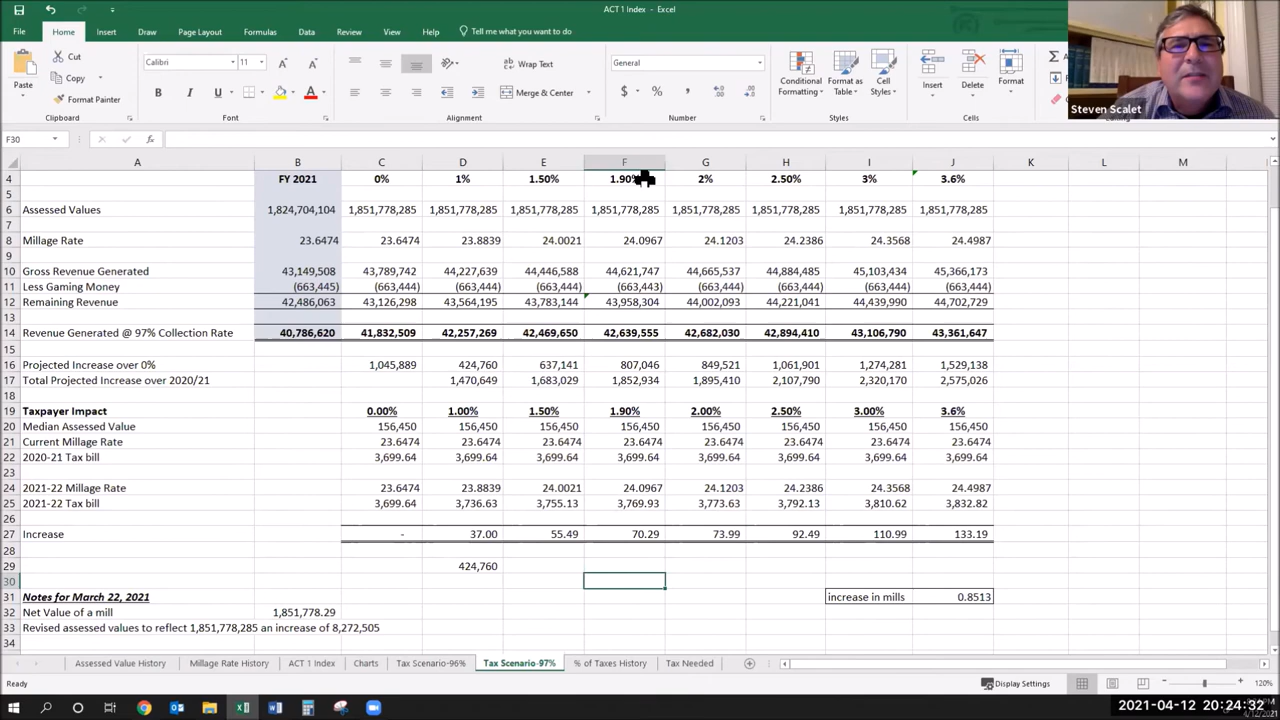 ACT 1 Index - Excel
File Home Insert Draw Page Layout Formulas Data Review View Help Tell me what you want to do
Cut
Copy
Format Painter
Paste
Calibri 11
Wrap Text
Merge & Center
General
Conditional Formatting
Format as Table
Cell Styles
Insert Delete Format
Steven Scalet
Clipboard Font Alignment Number Styles Cells
F30
A B C D E F G H I J K L M
4 FY 2021 0% 1% 1.50% 1.90% 2% 2.50% 3% 3.6%
5
6 Assessed Values 1,824,704,104 1,851,778,285 1,851,778,285 1,851,778,285 1,851,778,285 1,851,778,285 1,851,778,285 1,851,778,285 1,851,778,285
7
8 Millage Rate 23.6474 23.6474 23.8839 24.0021 24.0967 24.1203 24.2386 24.3568 24.4987
9
10 Gross Revenue Generated 43,149,508 43,789,742 44,227,639 44,446,588 44,621,747 44,665,537 44,884,485 45,103,434 45,366,173
11 Less Gaming Money (663,445) (663,444) (663,444) (663,444) (663,443) (663,444) (663,444) (663,444) (663,444)
12 Remaining Revenue 42,486,063 43,126,298 43,564,195 43,783,144 43,958,304 44,002,093 44,221,041 44,439,990 44,702,729
13
14 Revenue Generated @ 97% Collection Rate 40,786,620 41,832,509 42,257,269 42,469,650 42,639,555 42,682,030 42,894,410 43,106,790 43,361,647
15
16 Projected Increase over 0% 1,045,889 424,760 637,141 807,046 849,521 1,061,901 1,274,281 1,529,138
17 Total Projected Increase over 2020/21 1,470,649 1,683,029 1,852,934 1,895,410 2,107,790 2,320,170 2,575,026
18
19 Taxpayer Impact 0.00% 1.00% 1.50% 1.90% 2.00% 2.50% 3.00% 3.6%
20 Median Assessed Value 156,450 156,450 156,450 156,450 156,450 156,450 156,450 156,450
21 Current Millage Rate 23.6474 23.6474 23.6474 23.6474 23.6474 23.6474 23.6474 23.6474
22 2020-21 Tax bill 3,699.64 3,699.64 3,699.64 3,699.64 3,699.64 3,699.64 3,699.64 3,699.64
23
24 2021-22 Millage Rate 23.6474 23.8839 24.0021 24.0967 24.1203 24.2386 24.3568 24.4987
25 2021-22 Tax bill 3,699.64 3,736.63 3,755.13 3,769.93 3,773.63 3,792.13 3,810.62 3,832.82
26
27 Increase - 37.00 55.49 70.29 73.99 92.49 110.99 133.19
28
29 424,760
30
31 Notes for March 22, 2021 increase in mills 0.8513
32 Net Value of a mill 1,851,778.29
33 Revised assessed values to reflect 1,851,778,285 an increase of 8,272,505
34
Assessed Value History Millage Rate History ACT 1 Index Charts Tax Scenario-96% Tax Scenario-97% % of Taxes History Tax Needed
Ready Display Settings 120%
2021-04-12 20:24:32